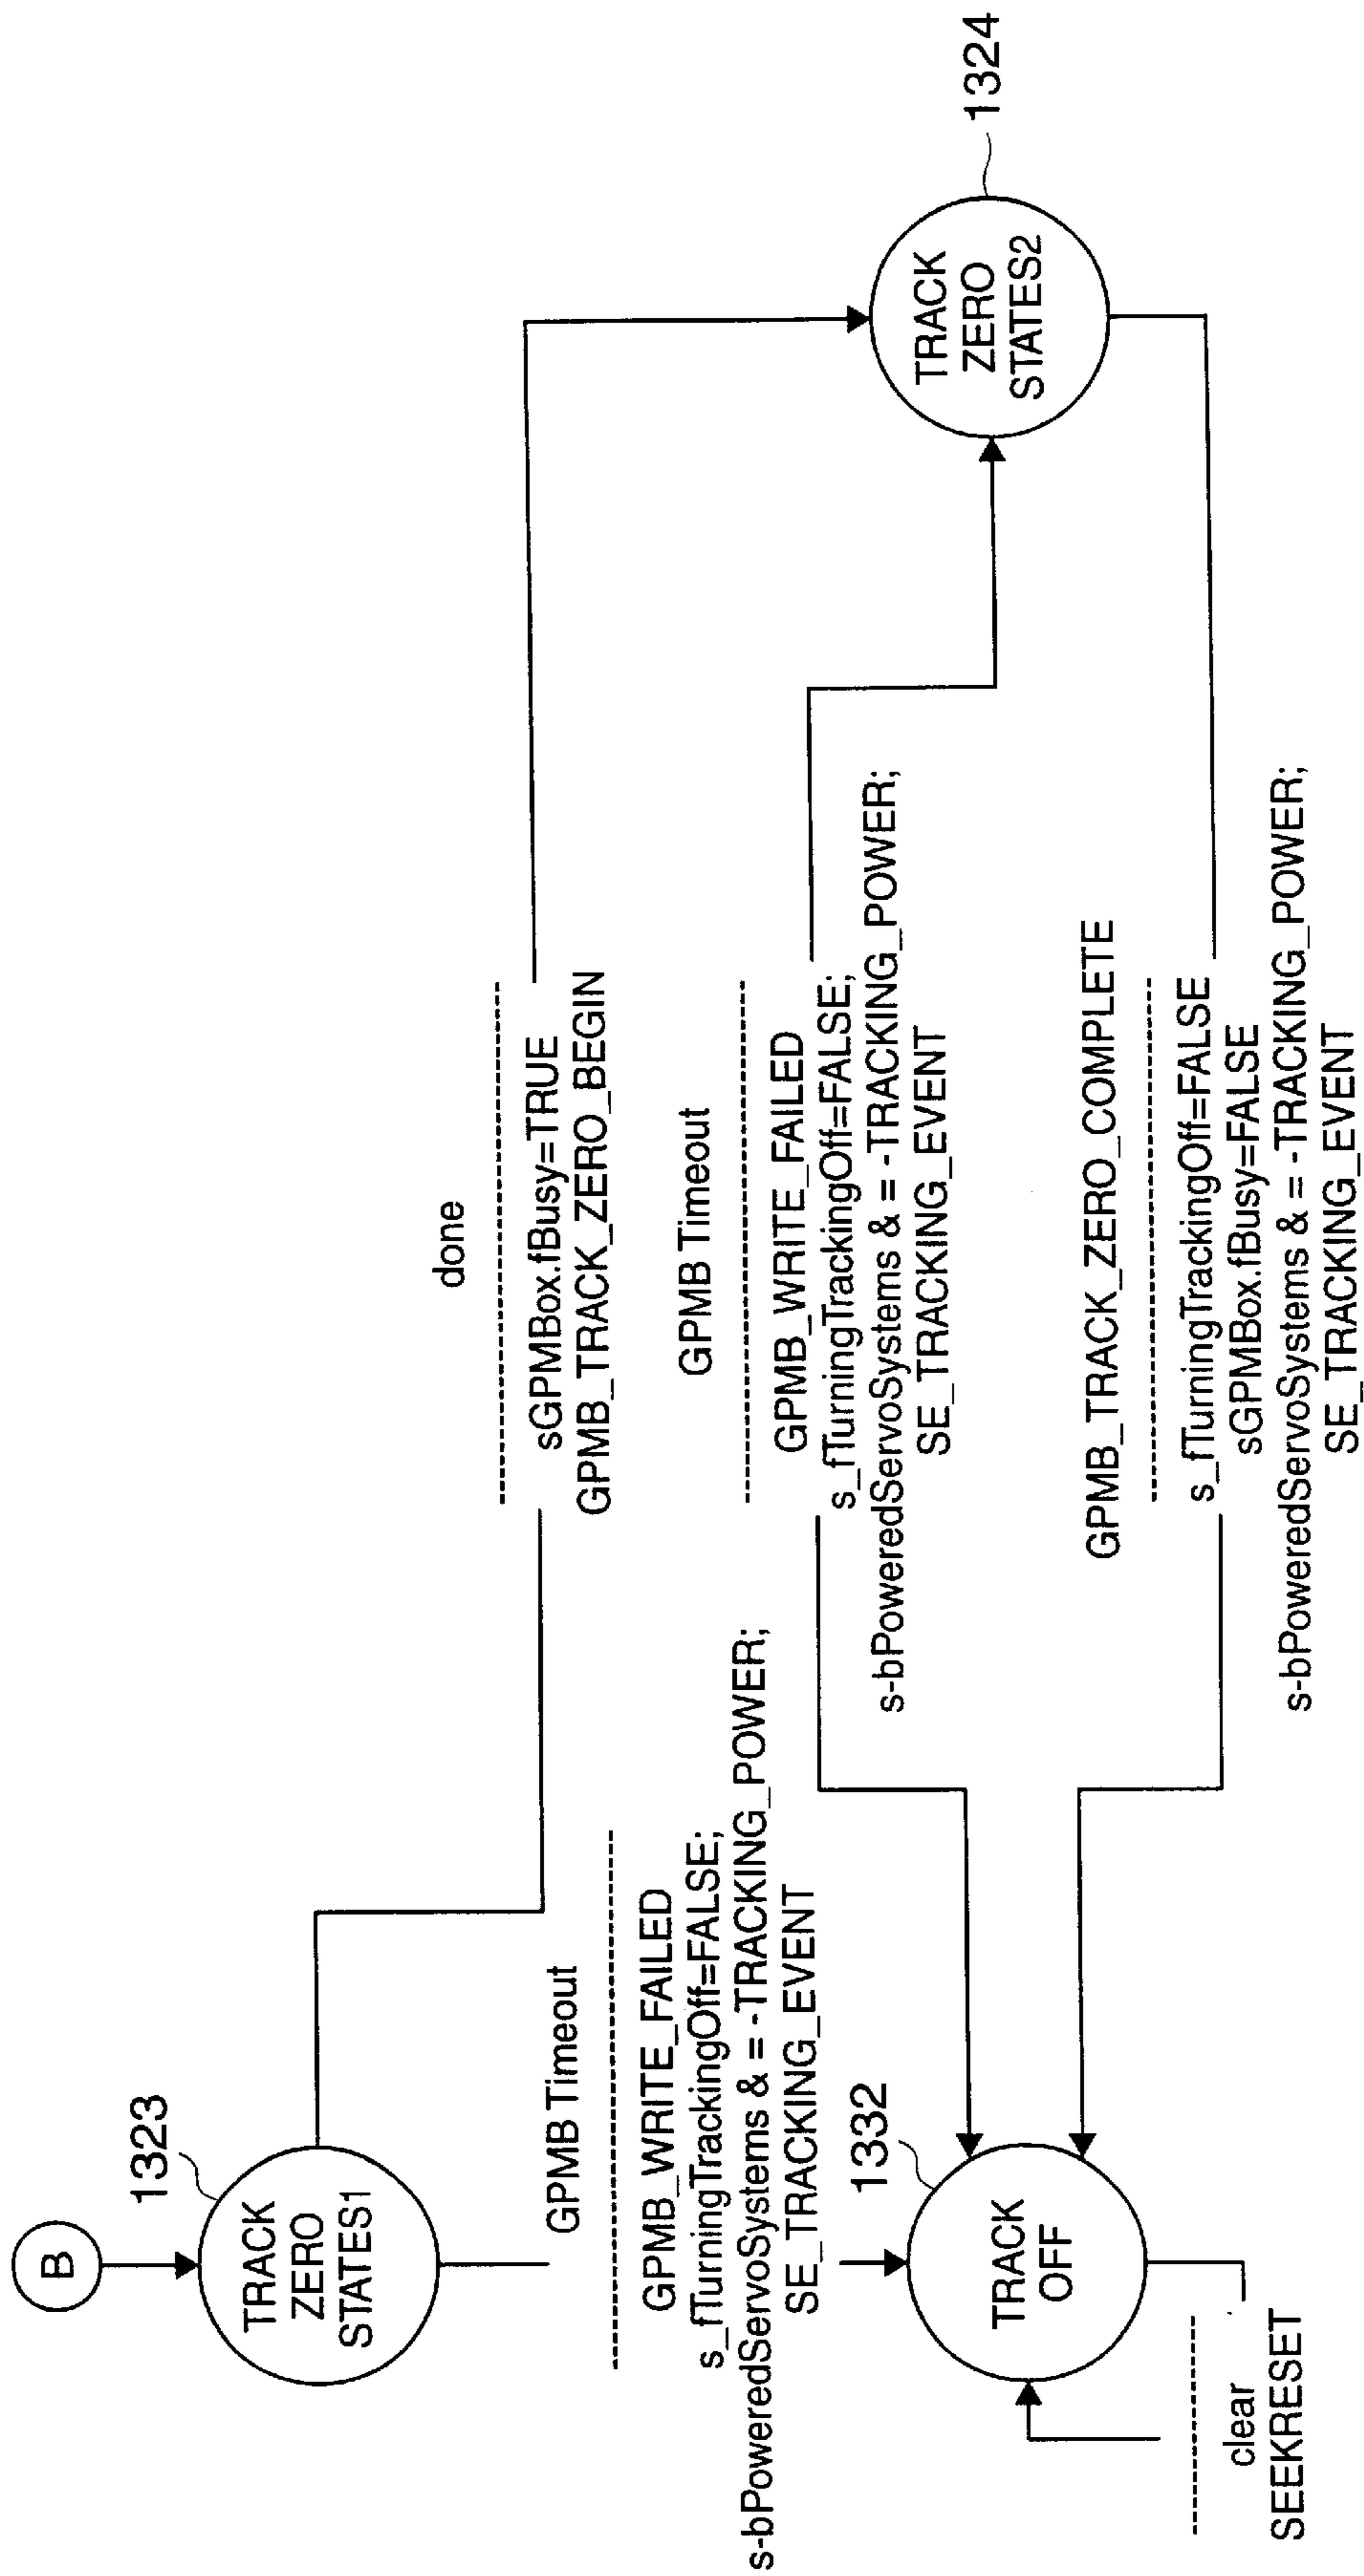 B
1323
TRACK
ZERO
STATES1
done
sGPMBox.fBusy=TRUE
GPMB_TRACK_ZERO_BEGIN
GPMB Timeout
GPMB_WRITE_FAILED
s_fTurningTrackingOff=FALSE;
s-bPoweredServoSystems & = -TRACKING_POWER;
SE_TRACKING_EVENT
GPMB Timeout
GPMB_WRITE_FAILED
s_fTurningTrackingOff=FALSE;
s-bPoweredServoSystems & = -TRACKING_POWER;
SE_TRACKING_EVENT
1324
TRACK
ZERO
STATES2
1332
TRACK
OFF
GPMB_TRACK_ZERO_COMPLETE
s_fTurningTrackingOff=FALSE
sGPMBox.fBusy=FALSE
s-bPoweredServoSystems & = -TRACKING_POWER;
SE_TRACKING_EVENT
clear
SEEKRESET